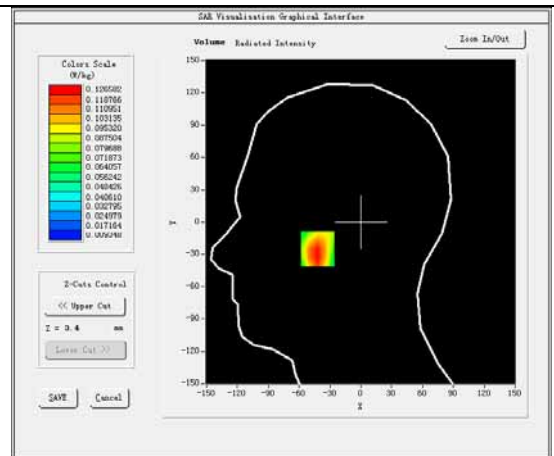 SAR Visualisation Graphical Interface
Volume Radiated Intensity
Zoom In/Out
Colors Scale
(W/kg)
0.126582
0.118766
0.110951
0.103135
0.095320
0.087504
0.079688
0.071873
0.064057
0.056242
0.048426
0.040610
0.032795
0.024979
0.017164
0.009348
150
120
90
60
30
0
-30
-60
-90
-120
-150
Y
-150 -120 -90 -60 -30 0 30 60 90 120 150
X
Z-Cuts Control
<< Upper Cut
Z = 3.4 mm
Lower Cut >>
SAVE Cancel